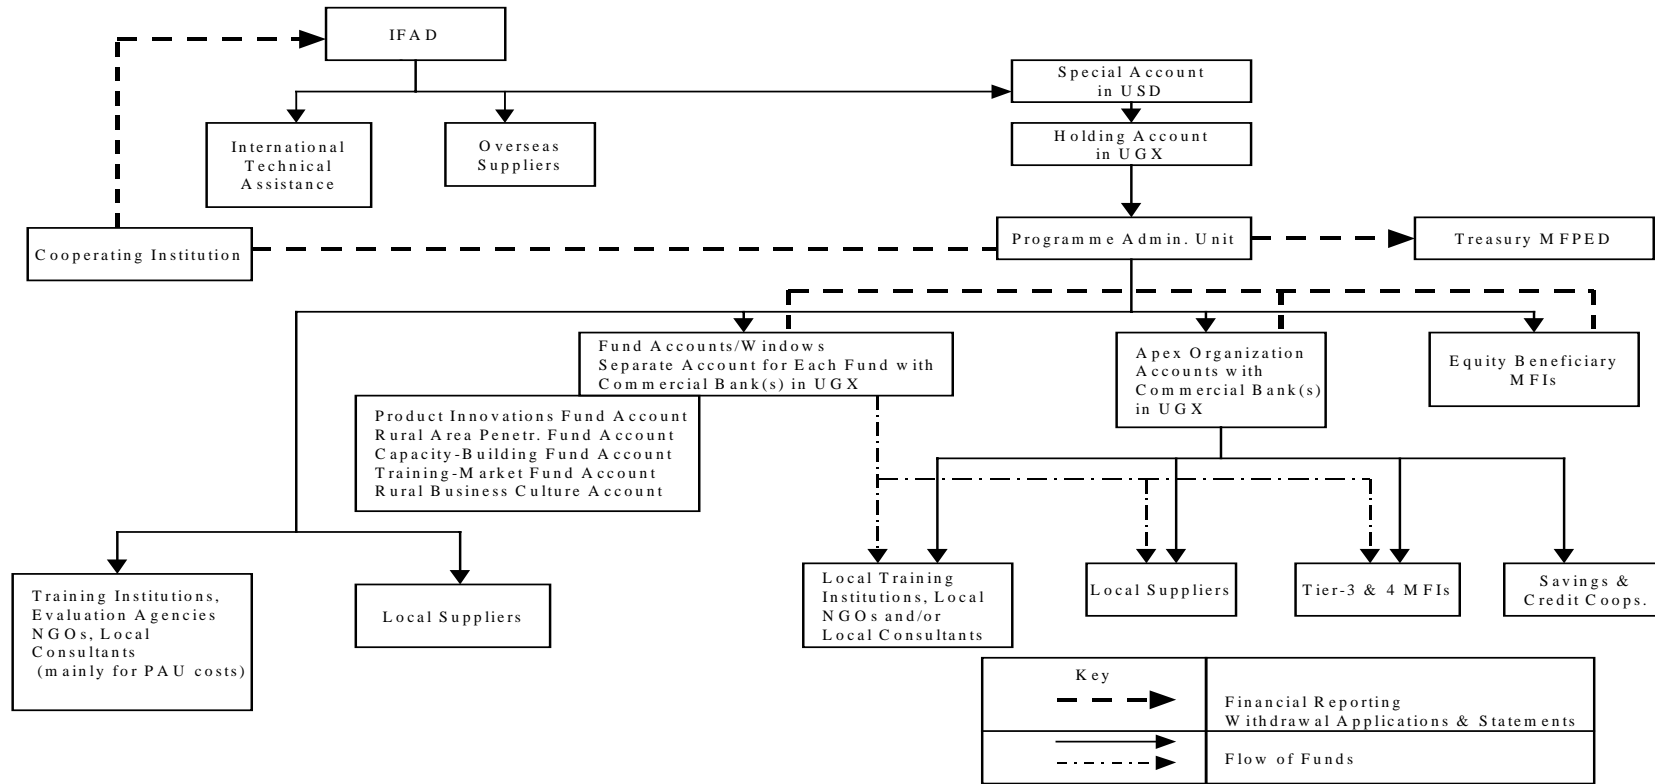 IFAD
Special Account
in USD
International
Technical
Assistance
Overseas
Suppliers
Holding Account
in UGX
Cooperating Institution
Programme Admin. Unit
Treasury MFPED
Fund Accounts/Windows
Separate Account for Each Fund with
Commercial Bank(s) in UGX
Apex Organization
Accounts with
Commercial Bank(s)
in UGX
Equity Beneficiary
MFIs
Product Innovations Fund Account
Rural Area Penetr. Fund Account
Capacity-Building Fund Account
Training-Market Fund Account
Rural Business Culture Account
Training Institutions,
Evaluation Agencies
NGOs, Local
Consultants
(mainly for PAU costs)
Local Suppliers
Local Training
Institutions, Local
NGOs and/or
Local Consultants
Local Suppliers
Tier-3 & 4 MFIs
Savings &
Credit Coops.
Key
Financial Reporting
Withdrawal Applications & Statements
Flow of Funds